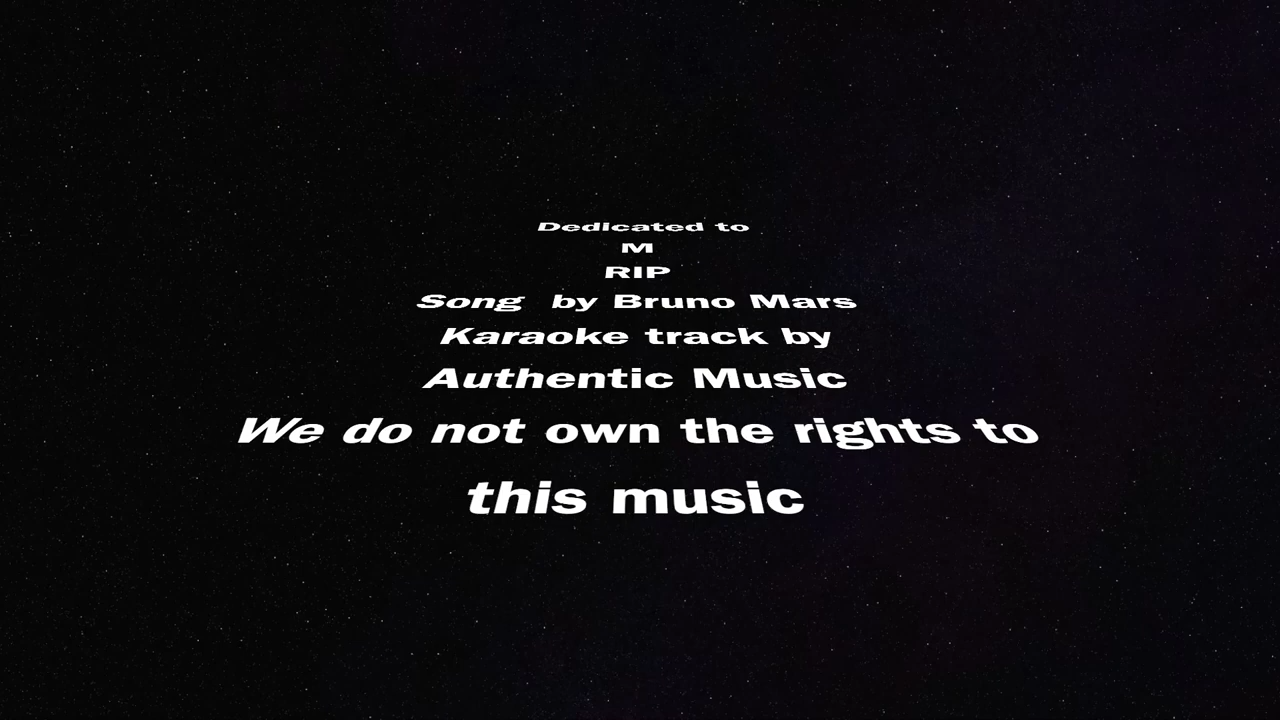 Dedicated to
M
RIP
Song by Bruno Mars
Karaoke track by
Authentic Music
We do not own the rights to
this music